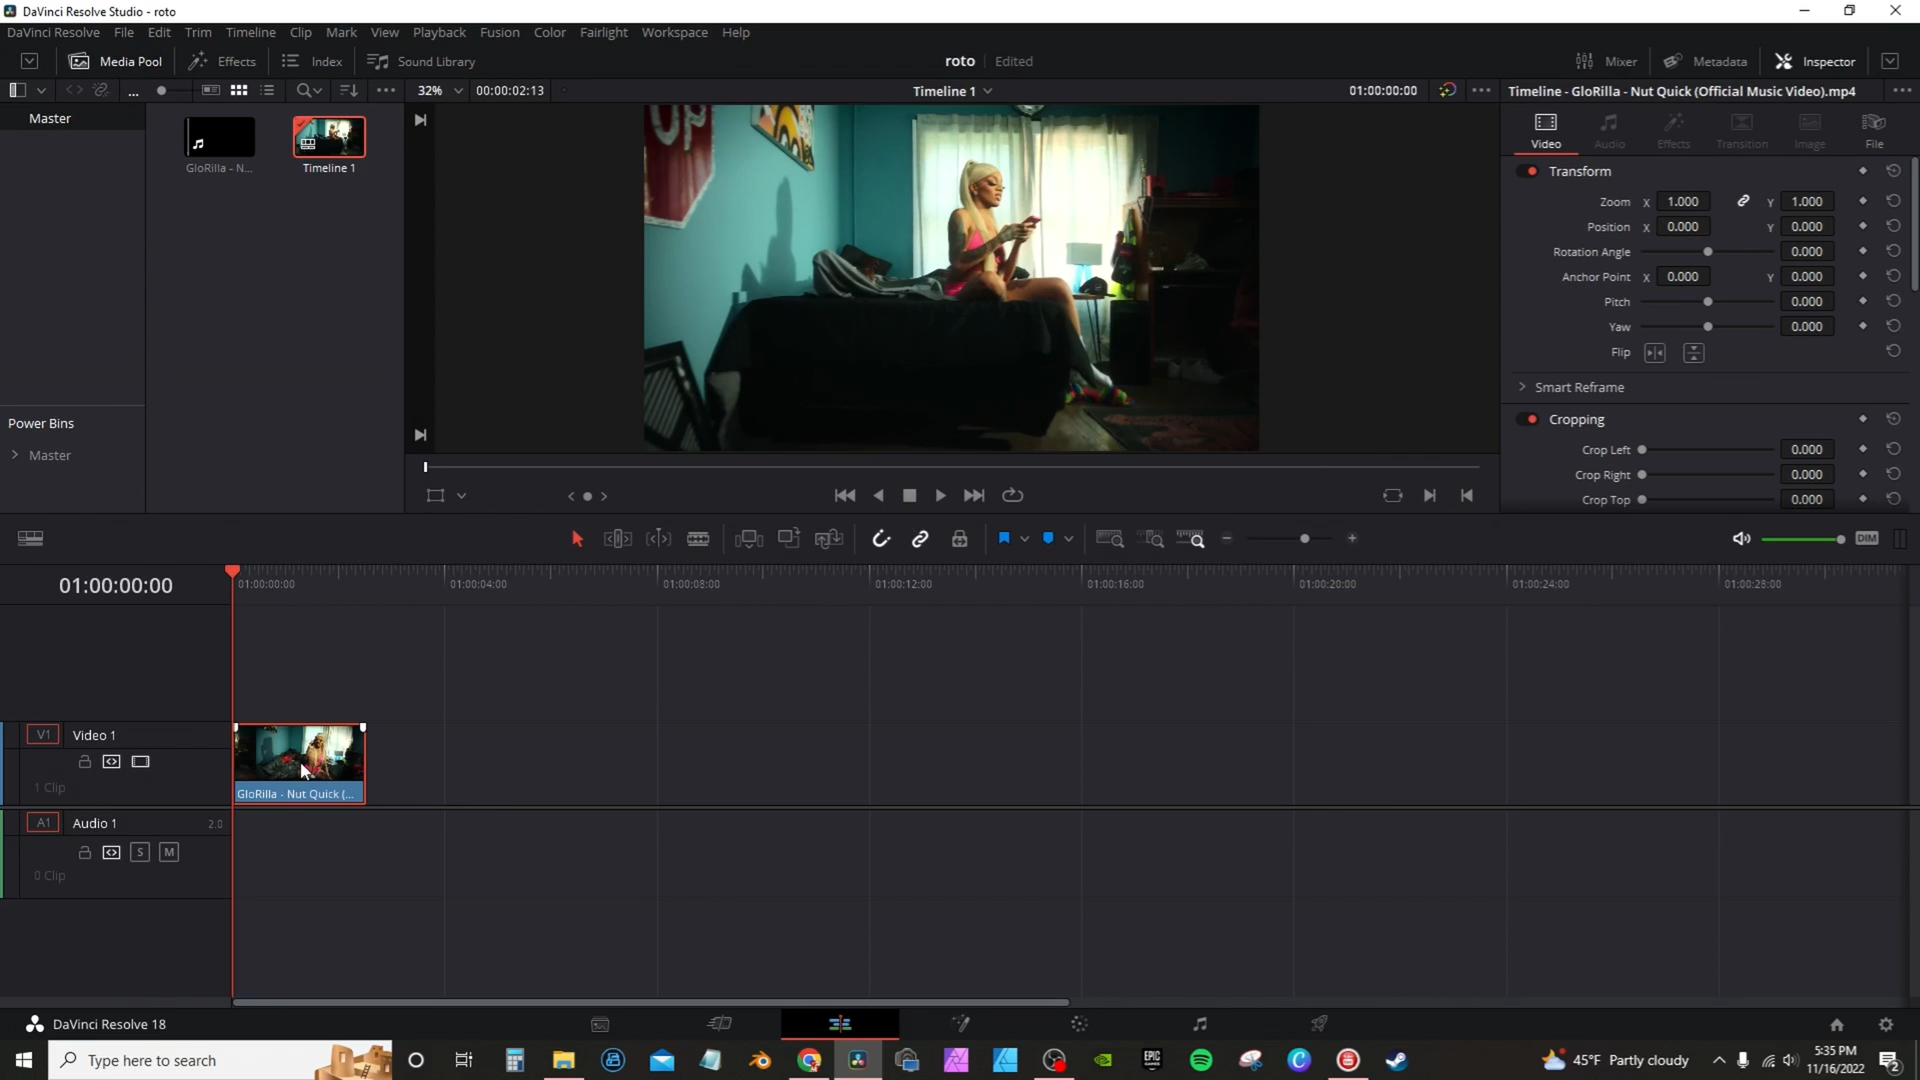 DaVinci Resolve Studio - roto
DaVinci Resolve File Edit Trim Timeline Clip Mark View Playback Fusion Color Fairlight Workspace Help
Media Pool Effects Index Sound Library roto Edited Mixer Metadata Inspector
... 32% 00:00:02:13 Timeline 1 01:00:00:00 Timeline - GloRilla - Nut Quick (Official Music Video).mp4
Master
GloRilla - N...
Timeline 1
Power Bins
Master
Video Audio Effects Transition Image File
Transform
Zoom X 1.000 Y 1.000
Position X 0.000 Y 0.000
Rotation Angle 0.000
Anchor Point X 0.000 Y 0.000
Pitch 0.000
Yaw 0.000
Flip
Smart Reframe
Cropping
Crop Left 0.000
Crop Right 0.000
Crop Top 0.000
DIM
01:00:00:00
01:00:00:00 01:00:04:00 01:00:08:00 01:00:12:00 01:00:16:00 01:00:20:00 01:00:24:00 01:00:28:00
V1 Video 1
1 Clip
GloRilla - Nut Quick (...
A1 Audio 1 2.0
S M
0 Clip
DaVinci Resolve 18
Type here to search
EPIC GAMES
45°F Partly cloudy
5:35 PM
11/16/2022
2